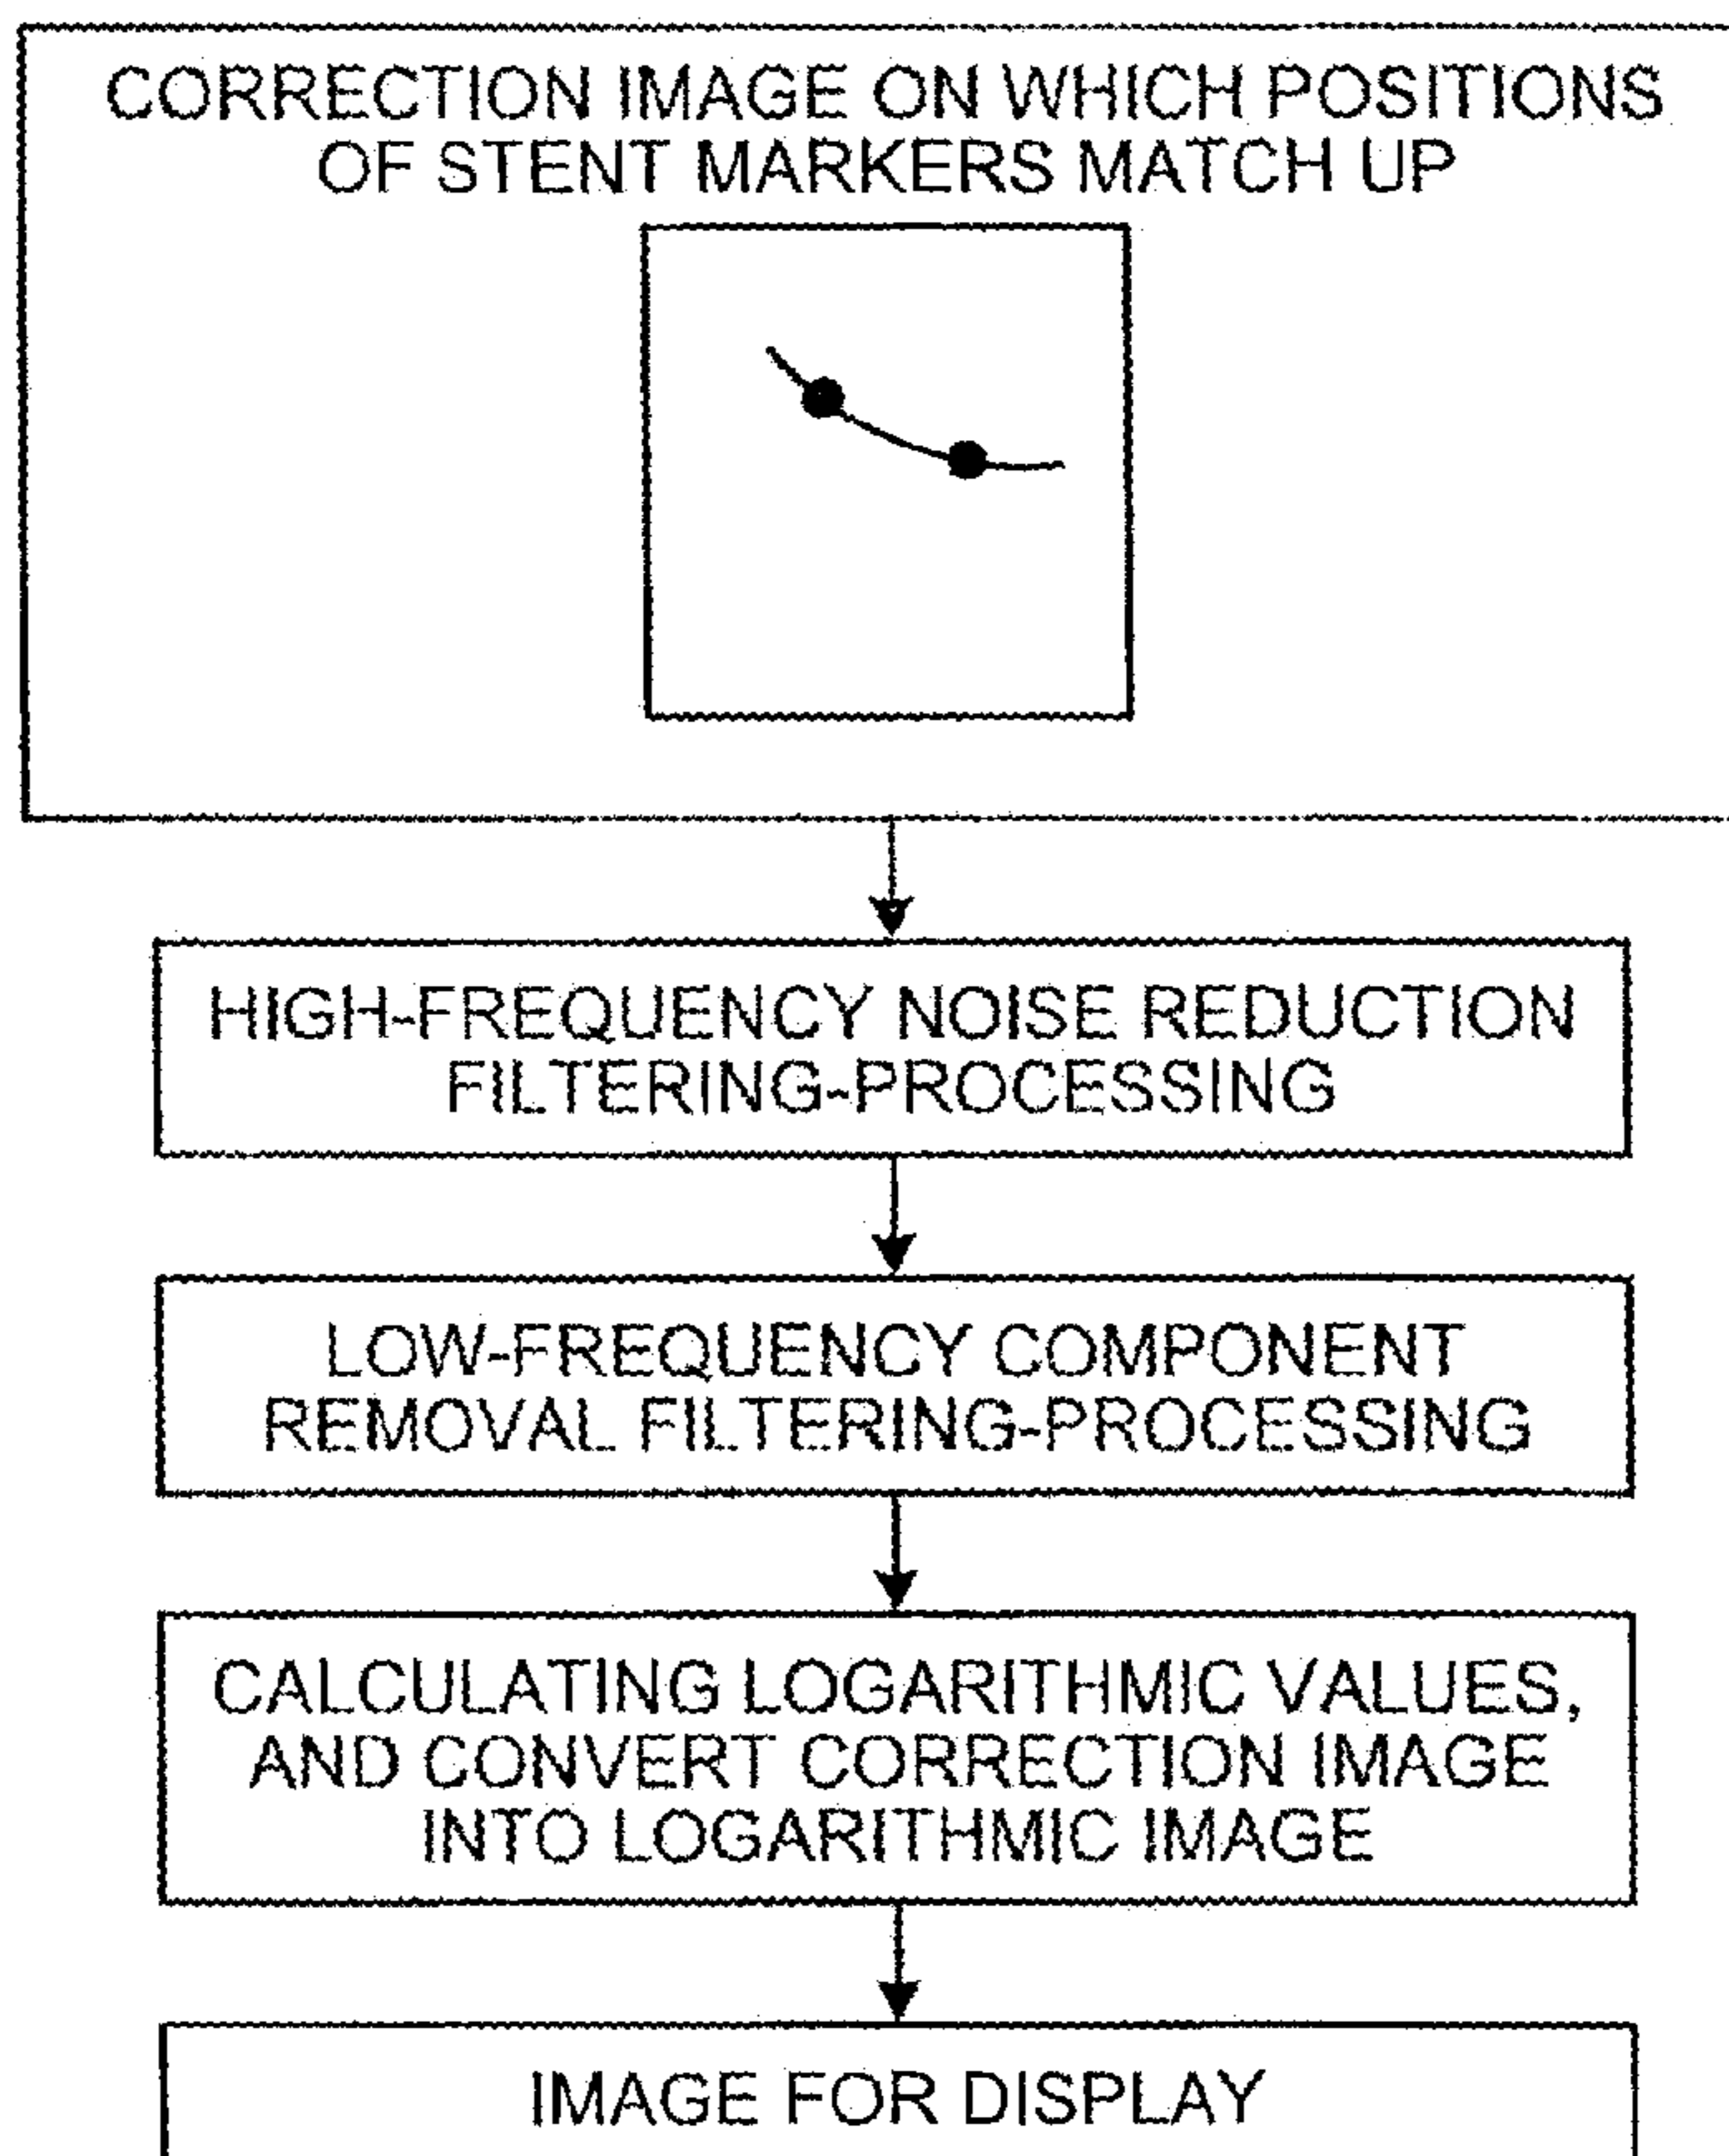 CORRECTION IMAGE ON WHICH POSITIONS
OF STENT MARKERS MATCH UP
HIGH-FREQUENCY NOISE REDUCTION
FILTERING-PROCESSING
LOW-FREQUENCY COMPONENT
REMOVAL FILTERING-PROCESSING
CALCULATING LOGARITHMIC VALUES,
AND CONVERT CORRECTION IMAGE
INTO LOGARITHMIC IMAGE
IMAGE FOR DISPLAY